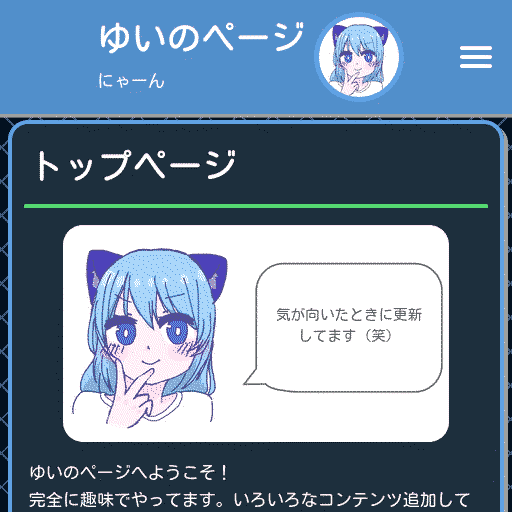 ゆいのページ
にゃーん
トップページ
気が向いたときに更新
してます（笑）
ゆいのページへようこそ！
完全に趣味でやってます。いろいろなコンテンツ追加して